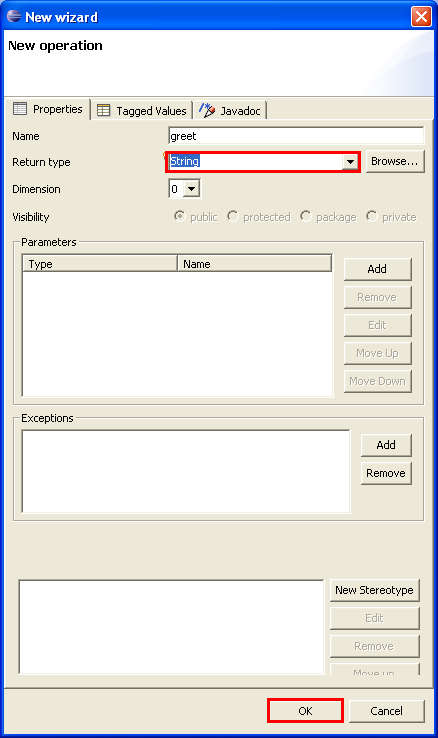 New wizard
New operation
Properties Tagged Values Javadoc
Name greet
Return type String Browse...
Dimension 0
Visibility public protected package private
Parameters
Type Name
Add
Remove
Edit
Move Up
Move Down
Exceptions
Add
Remove
New Stereotype
Edit
Remove
Move up
OK Cancel